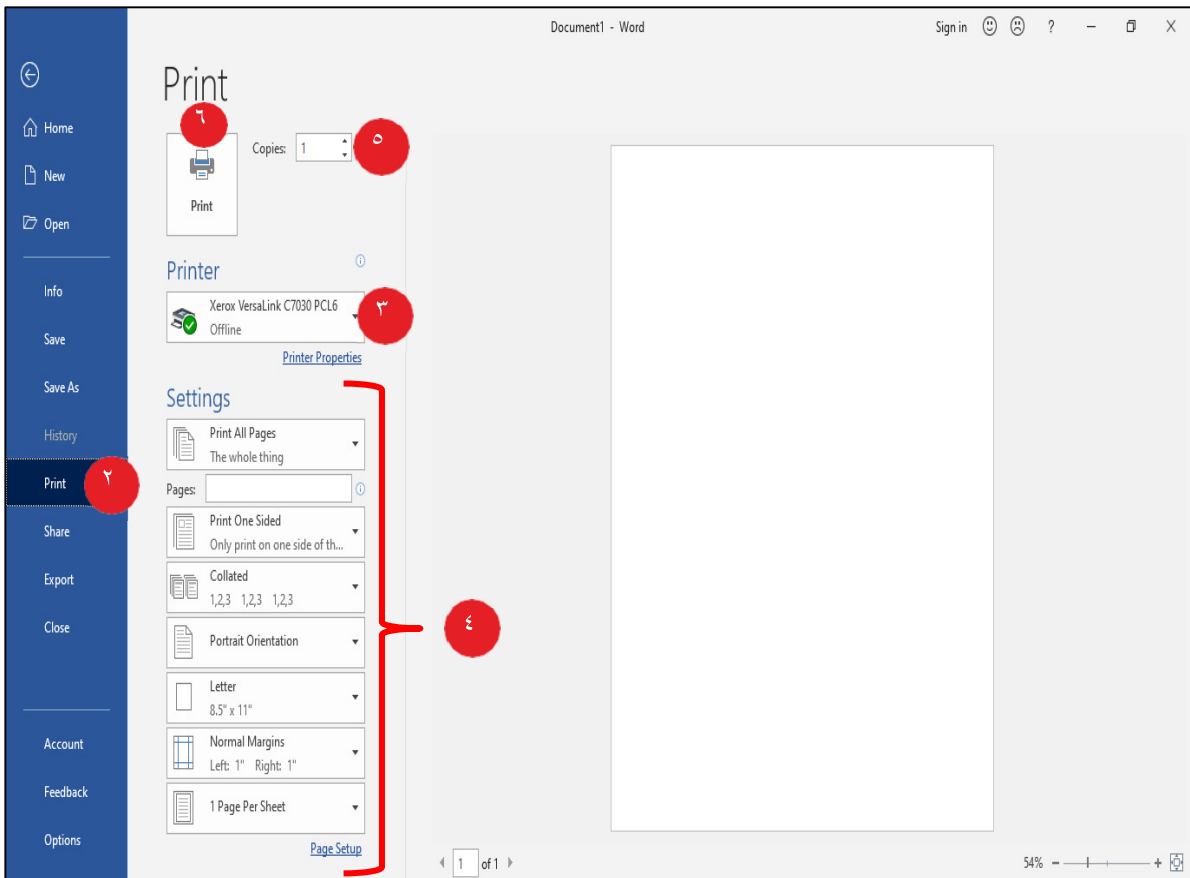 Document1 - Word
Sign in
?
Home
New
Open
Info
Save
Save As
History
Print
٢
Share
Export
Close
Account
Feedback
Options
Print
٦
Print
Copies: 1
٥
Printer
Xerox VersaLink C7030 PCL6
Offline
٣
Printer Properties
Settings
Print All Pages
The whole thing
Pages:
Print One Sided
Only print on one side of th...
Collated
1,2,3 1,2,3 1,2,3
Portrait Orientation
Letter
8.5" x 11"
Normal Margins
Left: 1" Right: 1"
1 Page Per Sheet
Page Setup
٤
1 of 1
54%